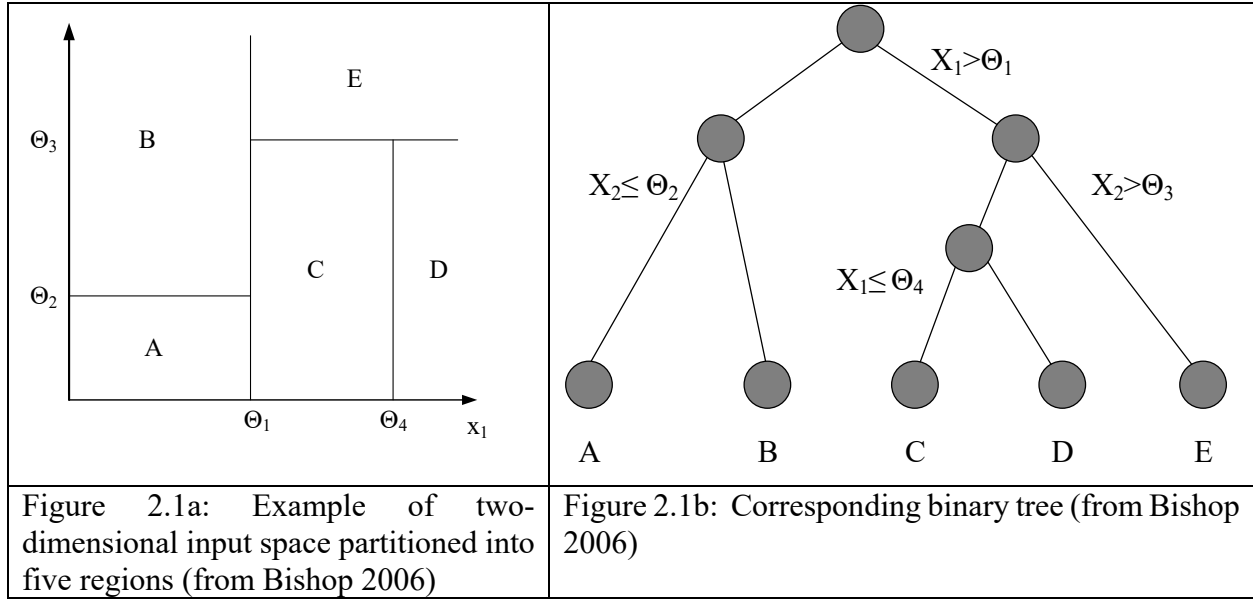 E
Θ3
B
C
D
Θ2
A
Θ1
Θ4
x1
X1>Θ1
X2≤ Θ2
X2>Θ3
X1≤ Θ4
A
B
C
D
E
Figure 2.1a: Example of two-
dimensional input space partitioned into
five regions (from Bishop 2006)
Figure 2.1b: Corresponding binary tree (from Bishop
2006)